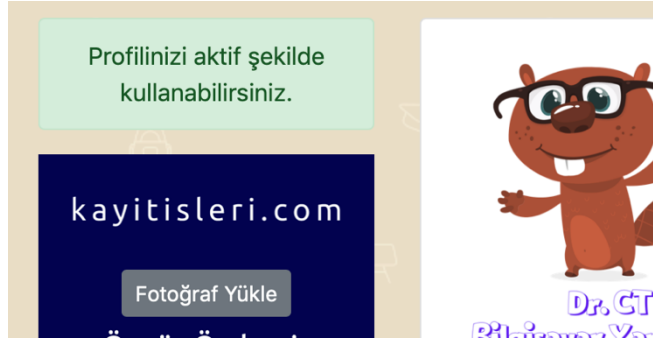 Profilinizi aktif şekilde
kullanabilirsiniz.
kayitisleri.com
Fotoğraf Yükle
Dr. CT